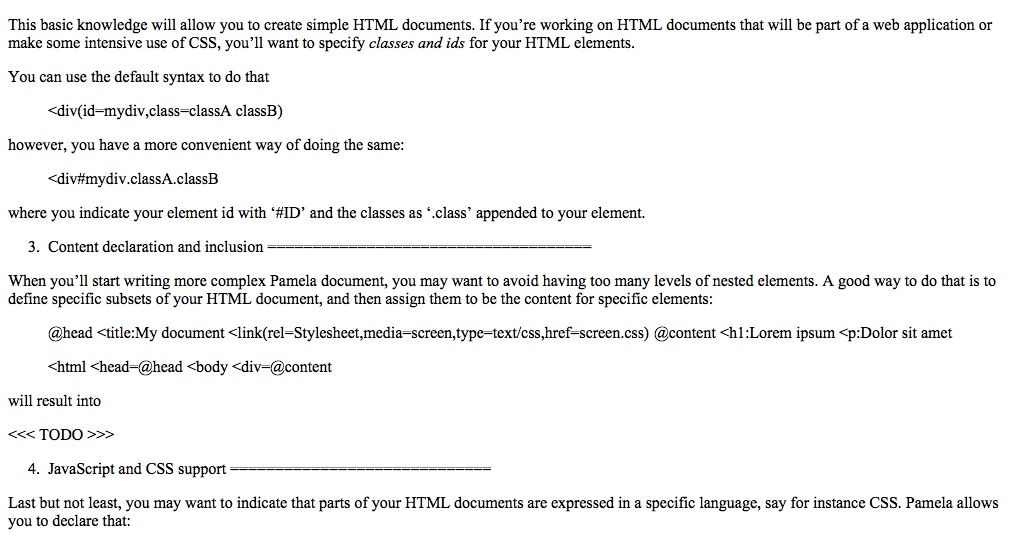 This basic knowledge will allow you to create simple HTML documents. If you’re working on HTML documents that will be part of a web application or
make some intensive use of CSS, you’ll want to specify classes and ids for your HTML elements.
You can use the default syntax to do that
<div(id=mydiv,class=classA classB)
however, you have a more convenient way of doing the same:
<div#mydiv.classA.classB
where you indicate your element id with ‘#ID’ and the classes as ‘.class’ appended to your element.
3. Content declaration and inclusion ====================================
When you’ll start writing more complex Pamela document, you may want to avoid having too many levels of nested elements. A good way to do that is to
define specific subsets of your HTML document, and then assign them to be the content for specific elements:
@head <title:My document <link(rel=Stylesheet,media=screen,type=text/css,href=screen.css) @content <h1:Lorem ipsum <p:Dolor sit amet
<html <head=@head <body <div=@content
will result into
<<< TODO >>>
4. JavaScript and CSS support =============================
Last but not least, you may want to indicate that parts of your HTML documents are expressed in a specific language, say for instance CSS. Pamela allows
you to declare that: